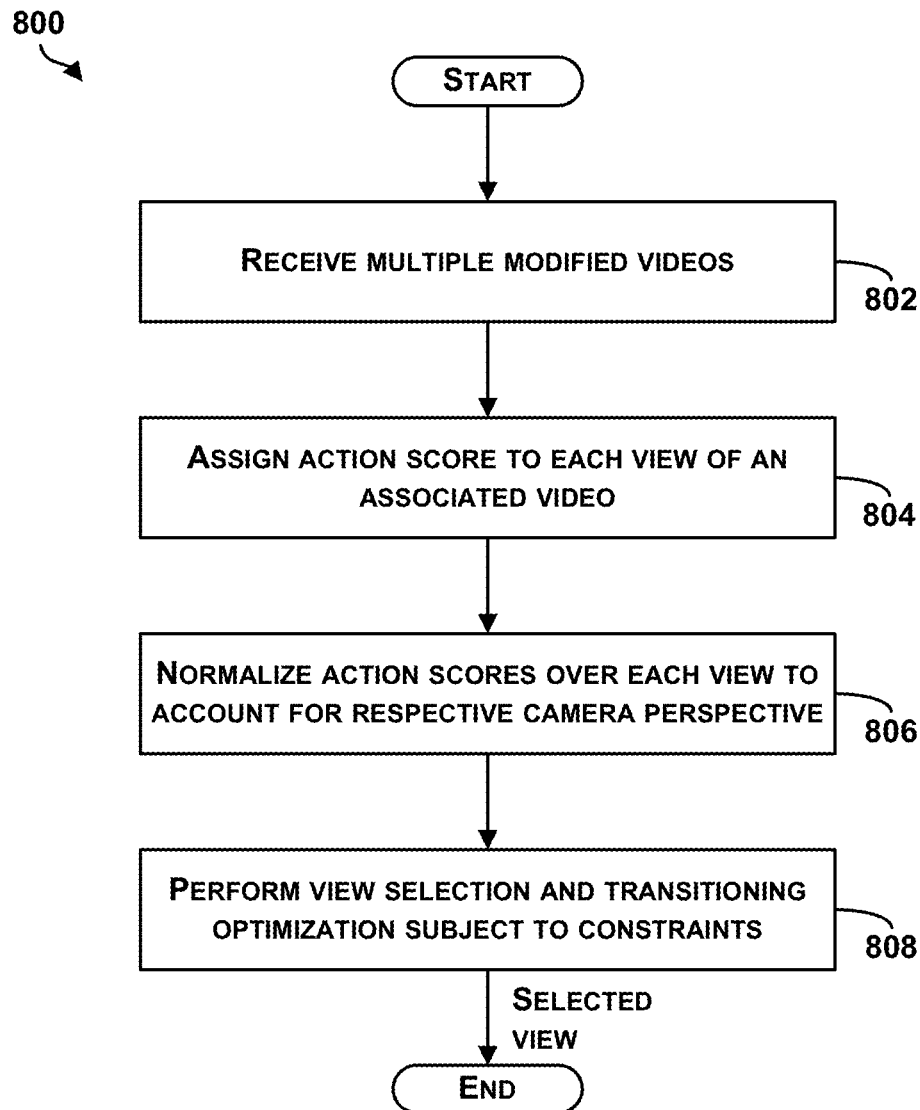 800
START
RECEIVE MULTIPLE MODIFIED VIDEOS
802
ASSIGN ACTION SCORE TO EACH VIEW OF AN
ASSOCIATED VIDEO
804
NORMALIZE ACTION SCORES OVER EACH VIEW TO
ACCOUNT FOR RESPECTIVE CAMERA PERSPECTIVE
806
PERFORM VIEW SELECTION AND TRANSITIONING
OPTIMIZATION SUBJECT TO CONSTRAINTS
808
SELECTED
VIEW
END